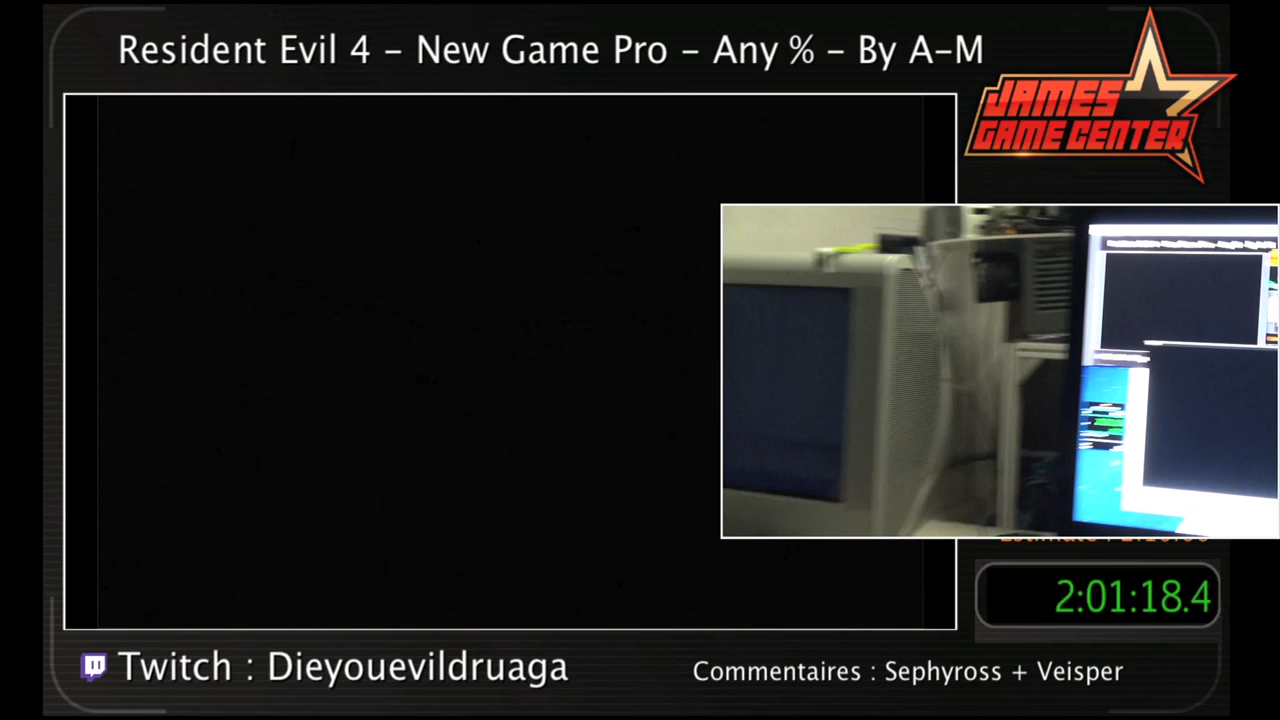 Resident Evil 4 - New Game Pro - Any % - By A-M
JAMES
GAME CENTER
2:01:18.4
Twitch : Dieyouevildruaga
Commentaires : Sephyross + Veisper